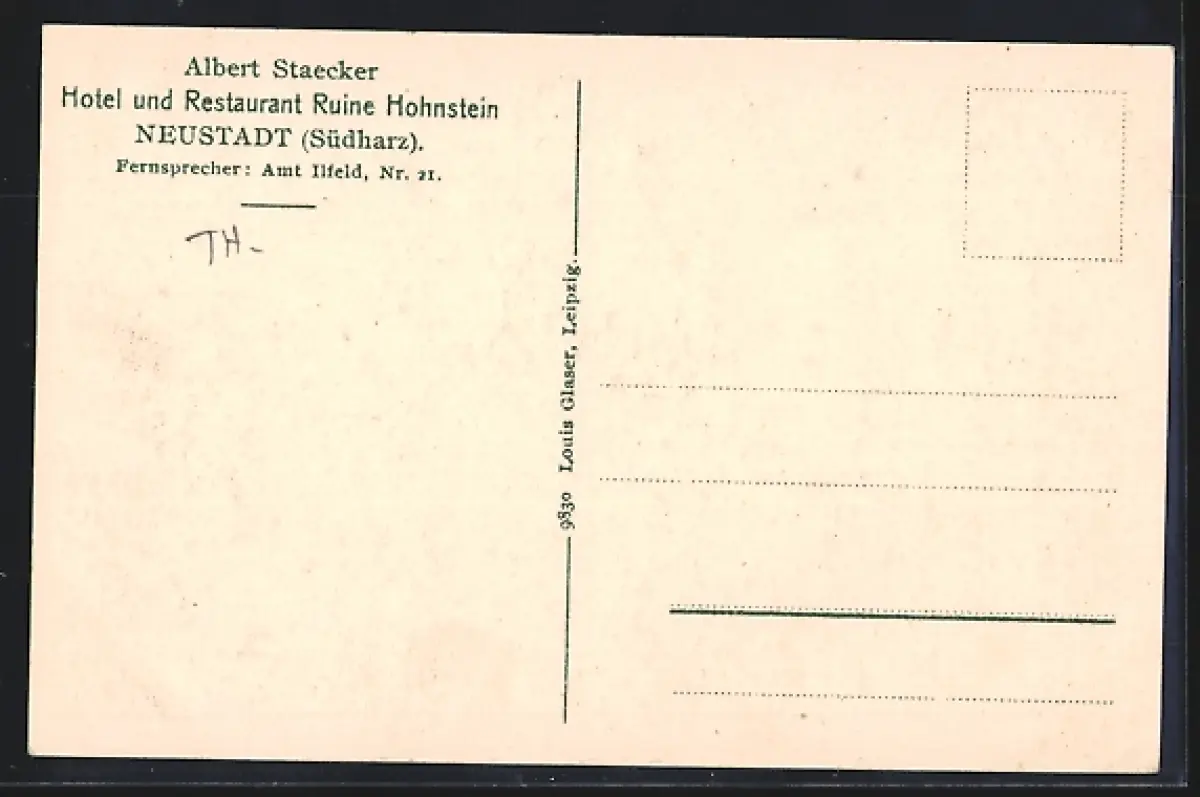 Albert Staecker
Hotel und Restaurant Ruine Hohnstein
NEUSTADT (Südharz).
Fernsprecher: Amt Ilfeld, Nr. 21.
TH-
9830 Louis Glaser, Leipzig.